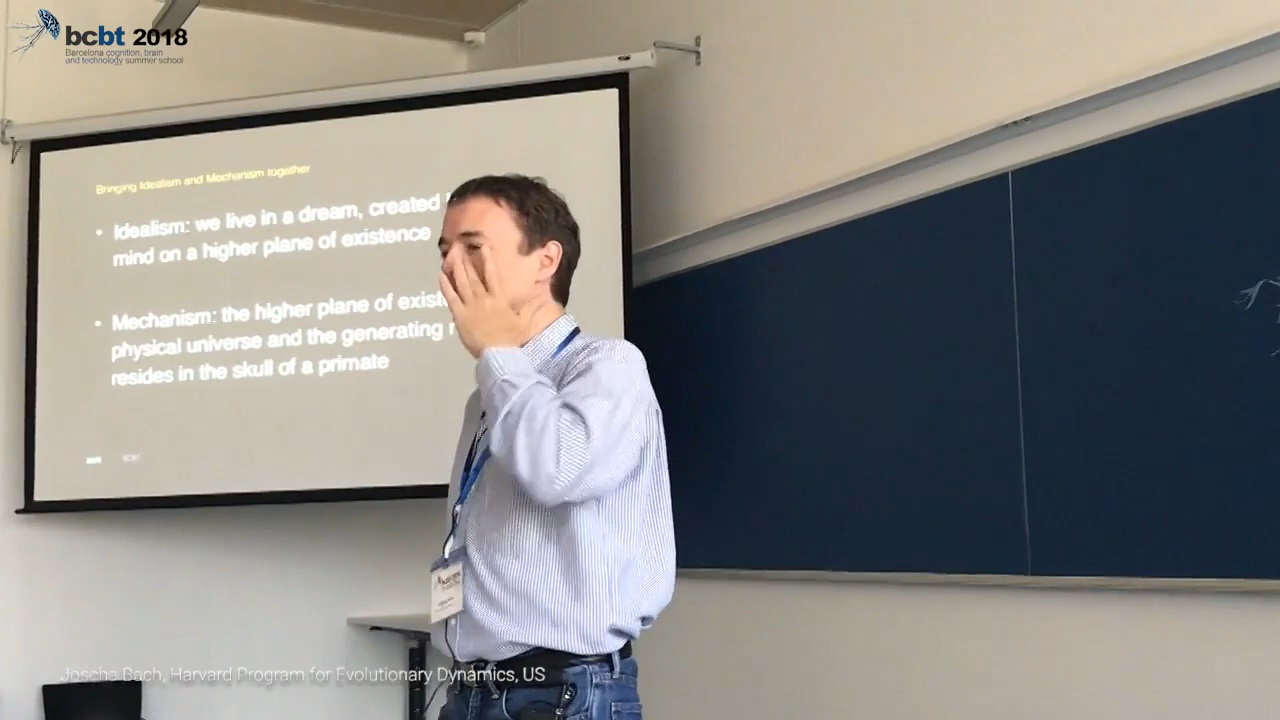 bcbt 2018
Barcelona cognition, brain
and technology summer school
Bringing Idealism and Mechanism together
• Idealism: we live in a dream, created
mind on a higher plane of existence
• Mechanism: the higher plane of
physical universe and the generating
resides in the skull of a primate
Joscha Bach, Harvard Program for Evolutionary Dynamics, US